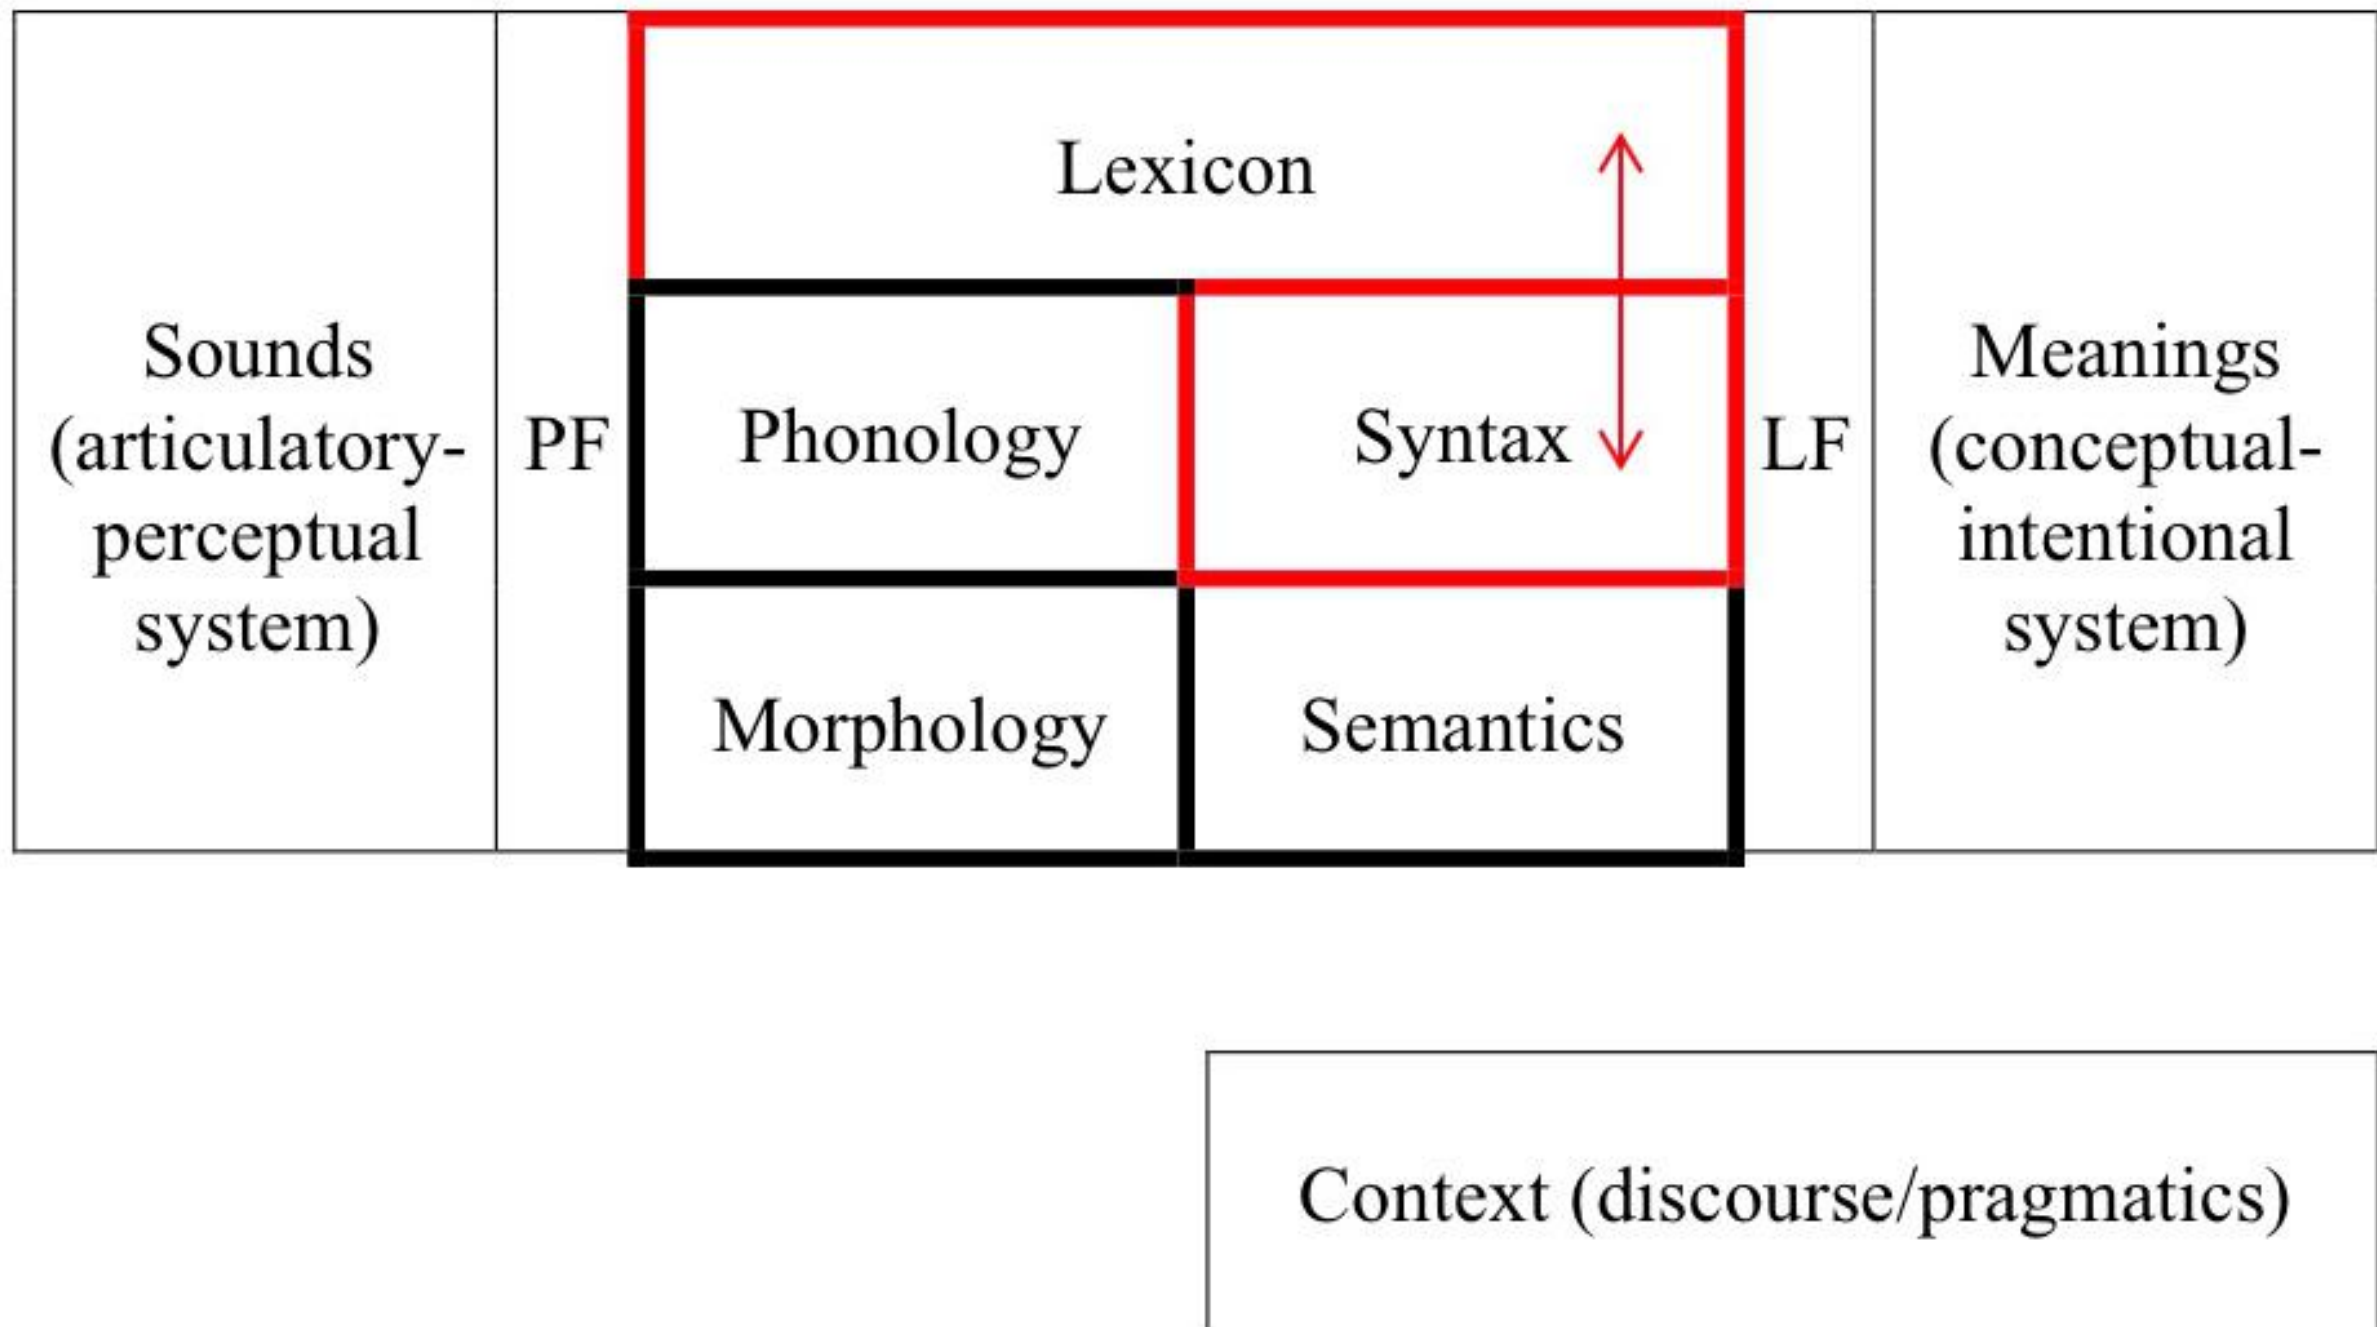 Sounds
(articulatory-
perceptual
system)
PF
Lexicon
Phonology
Syntax
Morphology
Semantics
LF
Meanings
(conceptual-
intentional
system)
Context (discourse/pragmatics)